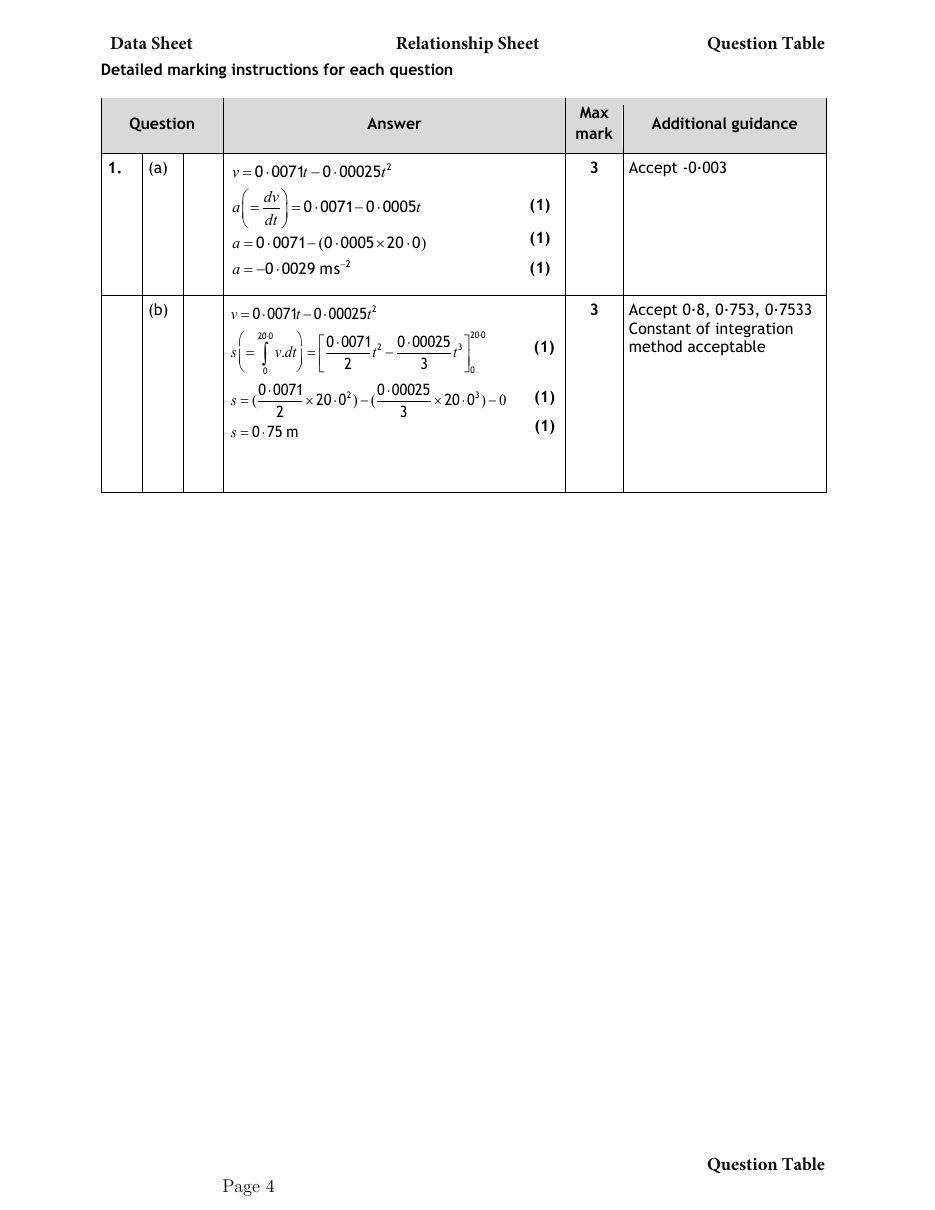 Data Sheet Relationship Sheet Question Table
Detailed marking instructions for each question
Question Answer Max mark Additional guidance
1. (a) v = 0·0071t − 0·00025t² 3 Accept -0·003
a(= dv/dt) = 0·0071 − 0·0005t (1)
a = 0·0071 − (0·0005 × 20·0) (1)
a = −0·0029 ms⁻² (1)
(b) v = 0·0071t − 0·00025t² 3 Accept 0·8, 0·753, 0·7533
Constant of integration
method acceptable
s(= ∫₀²⁰·⁰ v.dt) = [0·0071/2 t² − 0·00025/3 t³]₀²⁰·⁰ (1)
s = (0·0071/2 × 20·0²) − (0·00025/3 × 20·0³) − 0 (1)
s = 0·75 m (1)
Question Table
Page 4